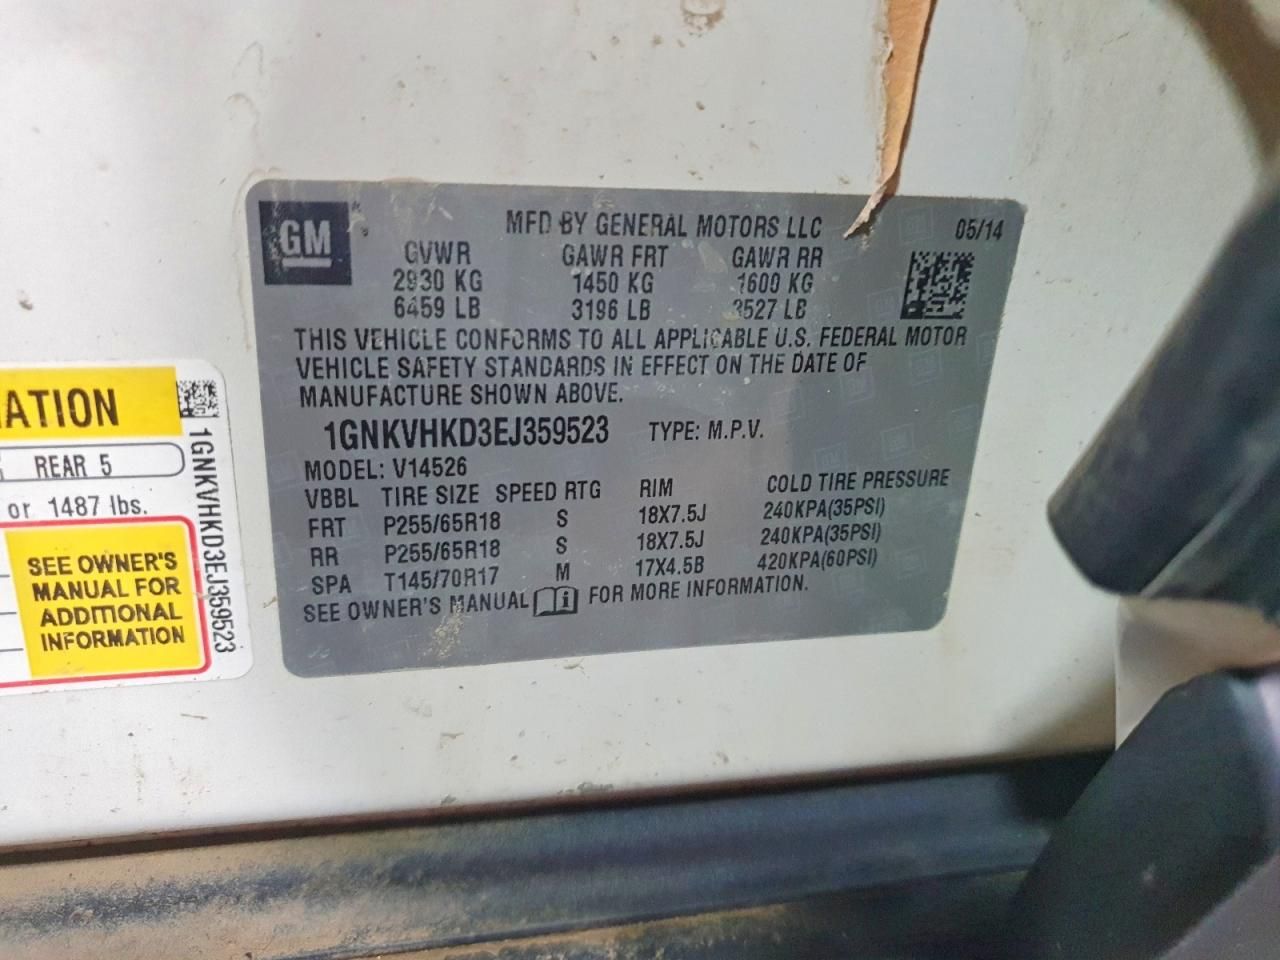 GM
MFD BY GENERAL MOTORS LLC 05/14
GVWR GAWR FRT GAWR RR
2930 KG 1450 KG 1600 KG
6459 LB 3196 LB 3527 LB
THIS VEHICLE CONFORMS TO ALL APPLICABLE U.S. FEDERAL MOTOR
VEHICLE SAFETY STANDARDS IN EFFECT ON THE DATE OF
MANUFACTURE SHOWN ABOVE.
1GNKVHKD3EJ359523 TYPE: M.P.V.
MODEL: V14526
VBBL TIRE SIZE SPEED RTG RIM COLD TIRE PRESSURE
FRT P255/65R18 S 18X7.5J 240KPA(35PSI)
RR P255/65R18 S 18X7.5J 240KPA(35PSI)
SPA T145/70R17 M 17X4.5B 420KPA(60PSI)
SEE OWNER'S MANUAL i FOR MORE INFORMATION.
ATION
REAR 5
or 1487 lbs.
SEE OWNER'S
MANUAL FOR
ADDITIONAL
INFORMATION
1GNKVHKD3EJ359523